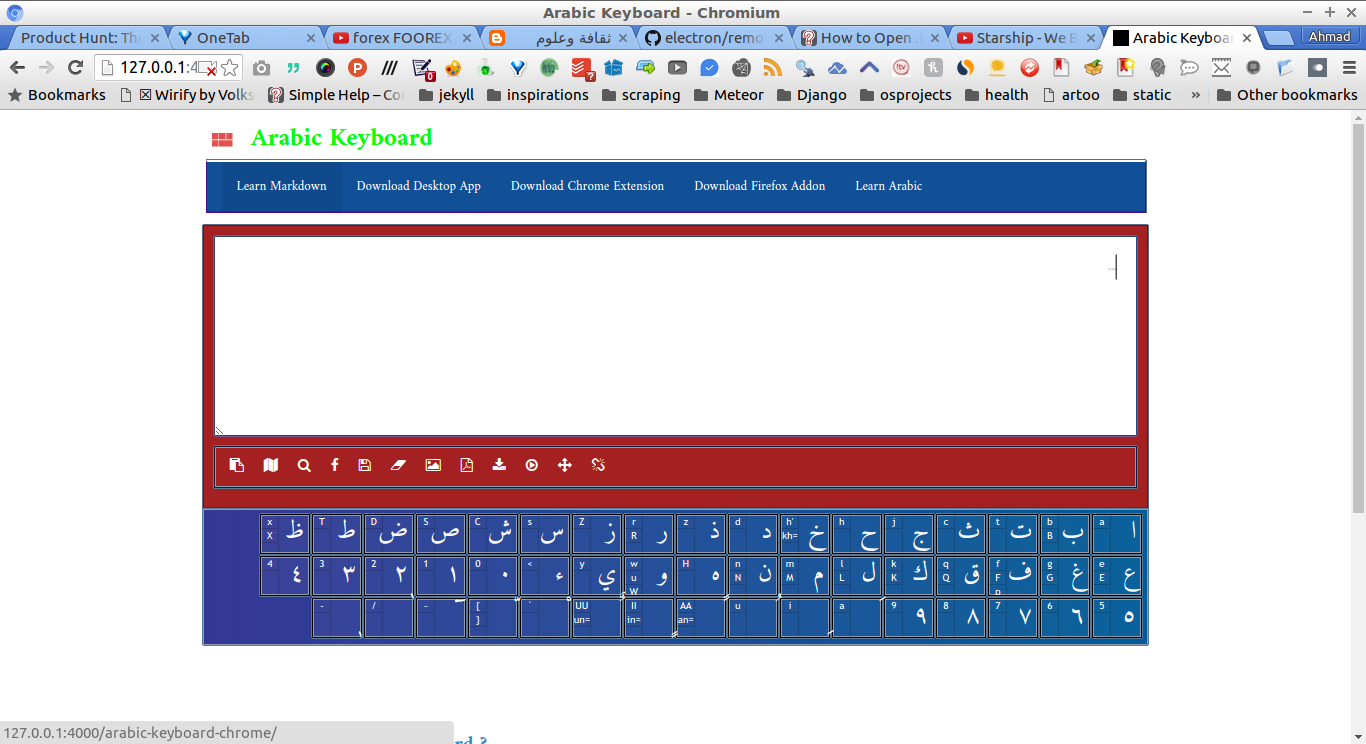 Arabic Keyboard - Chromium
Product Hunt: The
OneTab
forex FOOREX
ثقافة وعلوم
electron/remo
How to Open
Starship - We B
Arabic Keyboar
Ahmad
127.0.0.1:4
Bookmarks
Wirify by Volks
Simple Help – Co
jekyll
inspirations
scraping
Meteor
Django
osprojects
health
artoo
static
»
Other bookmarks
Arabic Keyboard
Learn Markdown
Download Desktop App
Download Chrome Extension
Download Firefox Addon
Learn Arabic
x X ظ T ط D ض S ص C ش s س Z ز r R ر z ذ d د h' kh= خ h ح j ج c ث t ت b B ب a ا
4 ٤ 3 ٣ 2 ٢ 1 ١ 0 ٠ < ء y ي w u W و H ه n N ن m M م l L ل k K ك q Q ق f F ف g G غ e E ع
- / – [ ] ` UU un= II in= AA an= u i a 9 ٩ 8 ٨ 7 ٧ 6 ٦ 5 ٥
127.0.0.1:4000/arabic-keyboard-chrome/